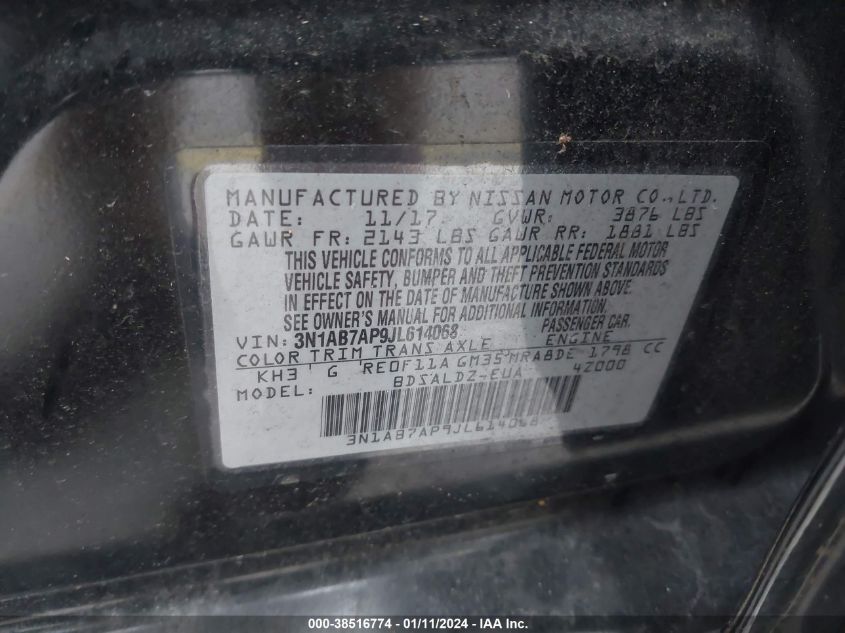 MANUFACTURED BY NISSAN MOTOR CO.,LTD.
DATE: 11/17 GVWR: 3876 LBS
GAWR FR: 2143 LBS GAWR RR: 1881 LBS
THIS VEHICLE CONFORMS TO ALL APPLICABLE FEDERAL MOTOR
VEHICLE SAFETY, BUMPER AND THEFT PREVENTION STANDARDS
IN EFFECT ON THE DATE OF MANUFACTURE SHOWN ABOVE.
SEE OWNER'S MANUAL FOR ADDITIONAL INFORMATION.
VIN: 3N1AB7AP9JL614068 PASSENGER CAR.
COLOR TRIM TRANS AXLE ENGINE
KH3 G RE0F11A GM35 MRA8DE 1798 CC
MODEL: BDSALDZ-EUA- 4Z000
3N1AB7AP9JL614068
000-38516774 - 01/11/2024 - IAA Inc.